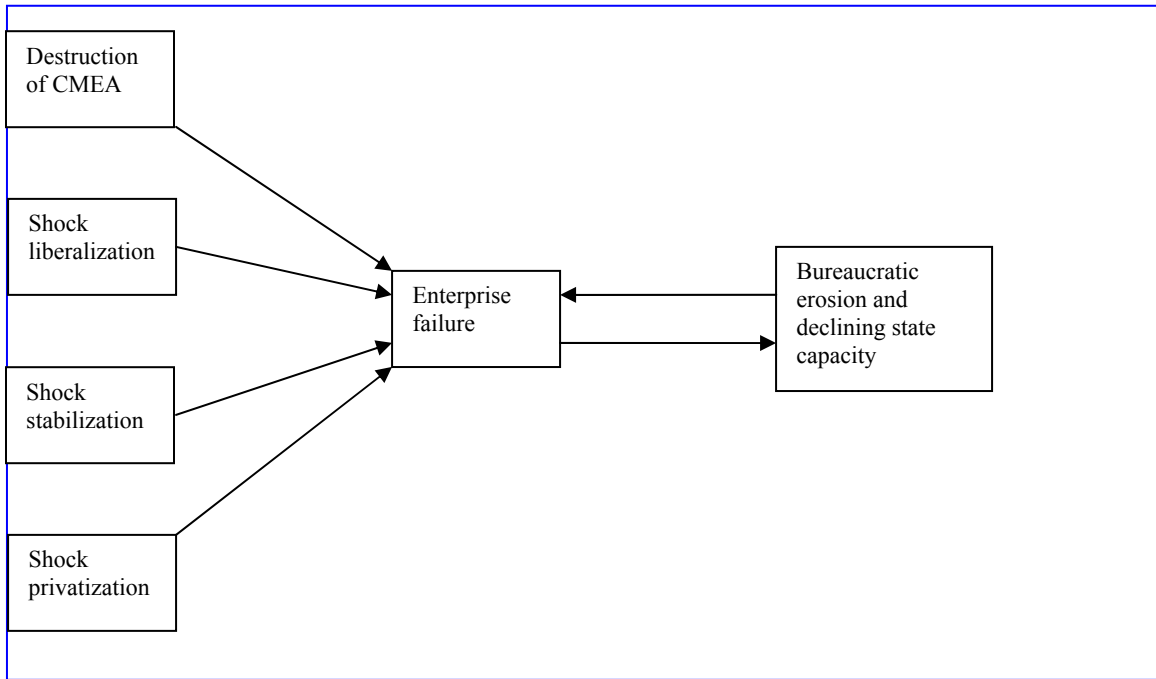 Destruction
of CMEA
Shock
liberalization
Shock
stabilization
Shock
privatization
Enterprise
failure
Bureaucratic
erosion and
declining state
capacity